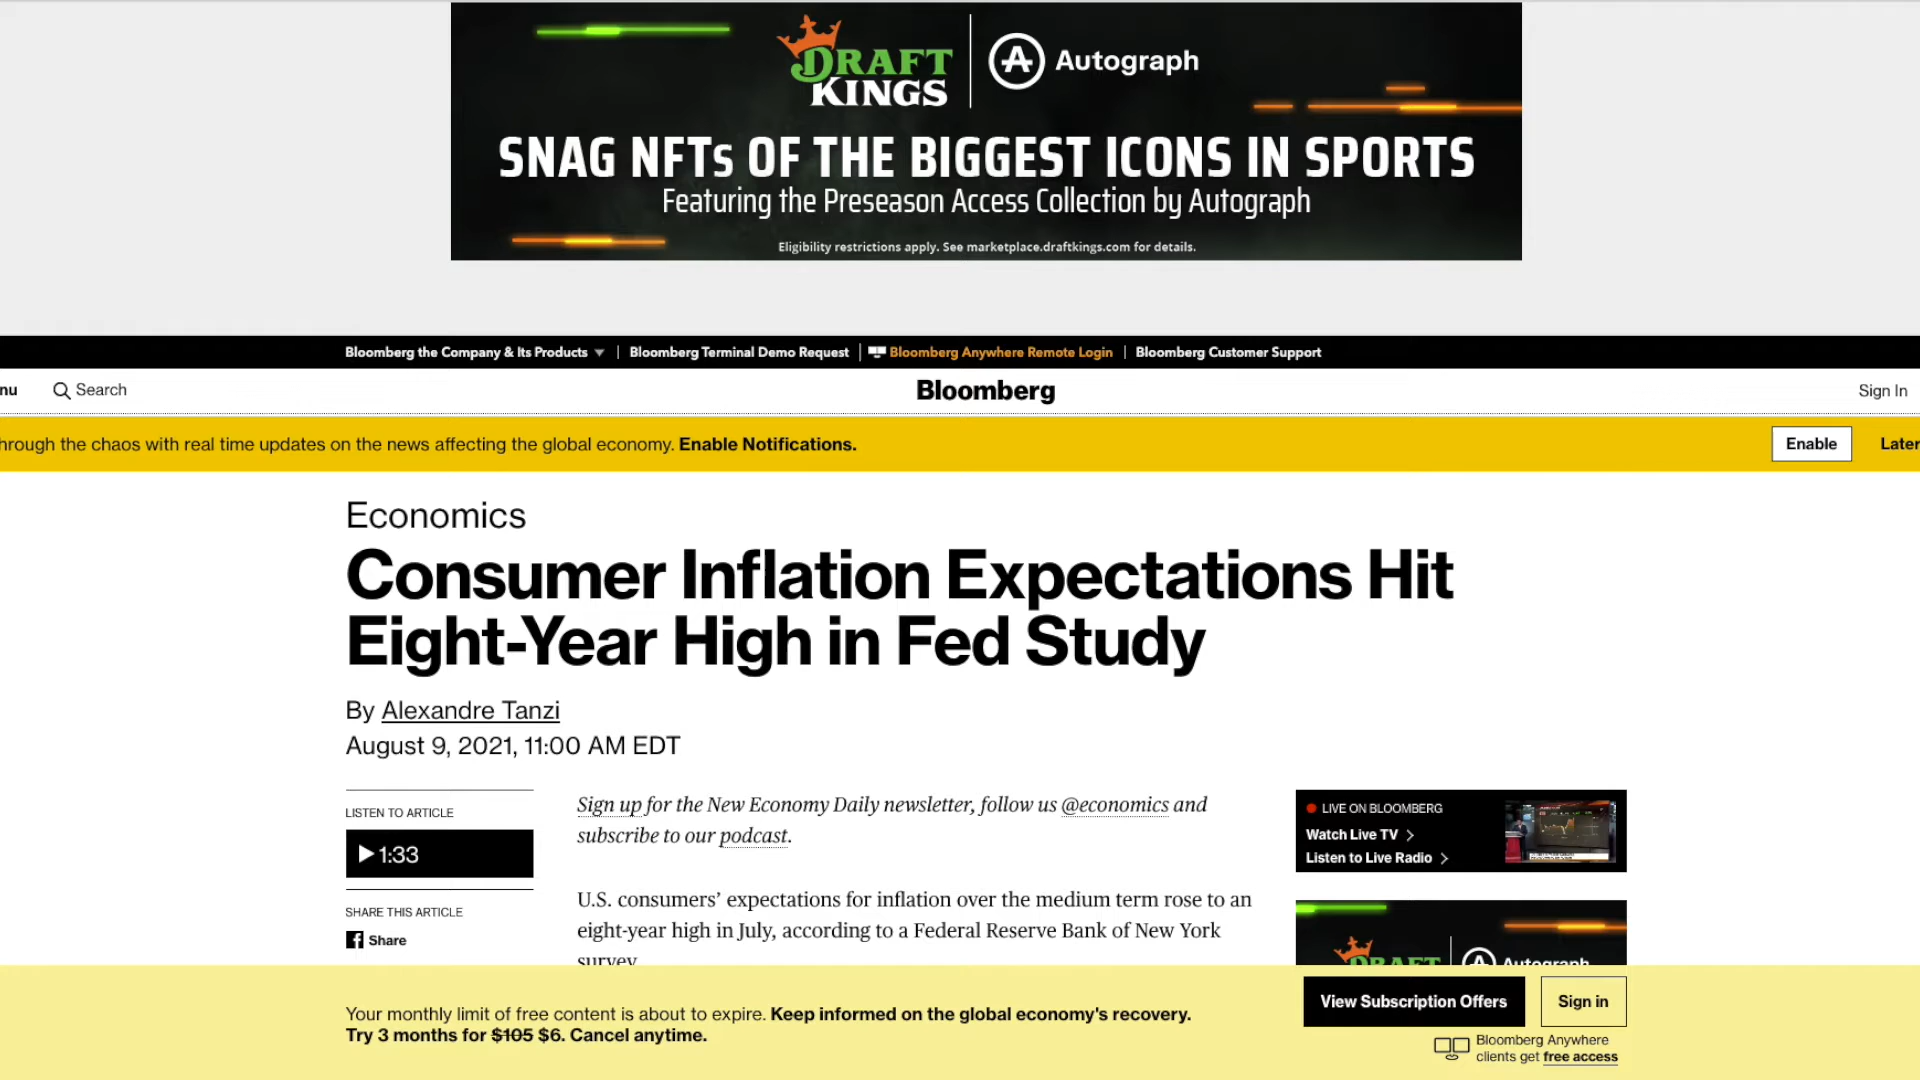 DRAFT
KINGS
Autograph
SNAG NFTs OF THE BIGGEST ICONS IN SPORTS
Featuring the Preseason Access Collection by Autograph
Eligibility restrictions apply. See marketplace.draftkings.com for details.
Bloomberg the Company & Its Products
Bloomberg Terminal Demo Request
Bloomberg Anywhere Remote Login
Bloomberg Customer Support
nu
Search
Bloomberg
Sign In
hrough the chaos with real time updates on the news affecting the global economy. Enable Notifications.
Enable
Later
Economics
Consumer Inflation Expectations Hit
Eight-Year High in Fed Study
By Alexandre Tanzi
August 9, 2021, 11:00 AM EDT
LISTEN TO ARTICLE
1:33
SHARE THIS ARTICLE
Share
Sign up for the New Economy Daily newsletter, follow us @economics and
subscribe to our podcast.
U.S. consumers’ expectations for inflation over the medium term rose to an
eight-year high in July, according to a Federal Reserve Bank of New York
survey
LIVE ON BLOOMBERG
Watch Live TV
Listen to Live Radio
DRAFT
Autograph
Your monthly limit of free content is about to expire. Keep informed on the global economy's recovery.
Try 3 months for $105 $6. Cancel anytime.
View Subscription Offers
Sign in
Bloomberg Anywhere
clients get free access